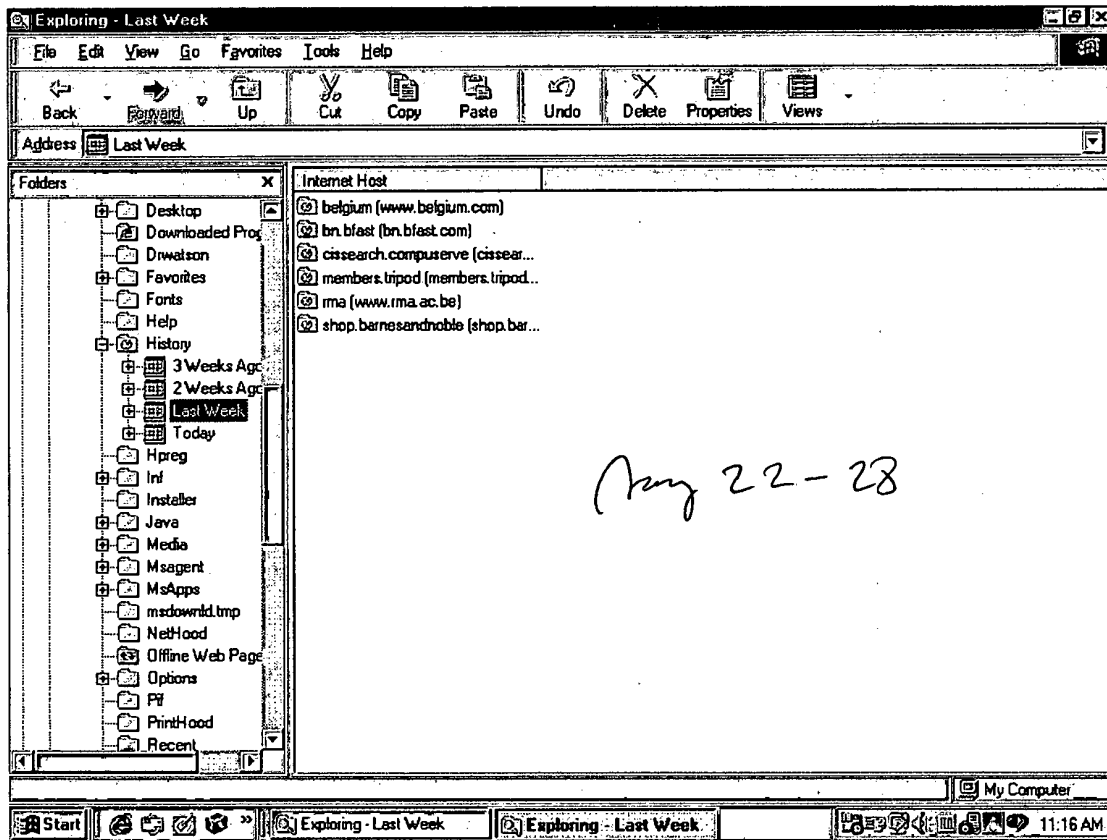 Exploring - Last Week
File Edit View Go Favorites Tools Help
Back Forward Up Cut Copy Paste Undo Delete Properties Views
Address Last Week
Folders x
Internet Host
Desktop
Downloaded Prog
Drwatson
Favorites
Fonts
Help
History
3 Weeks Ago
2 Weeks Ago
Last Week
Today
Hpreg
Inf
Installer
Java
Media
Msagent
MsApps
msdownld.tmp
NetHood
Offline Web Page
Options
Pif
PrintHood
Recent
belgium (www.belgium.com)
bn.bfast (bn.bfast.com)
cissearch.compuserve (cissear...
members.tripod (members.tripod...
rma (www.rma.ac.be)
shop.barnesandnoble (shop.bar...
Aug 22-28
My Computer
Start » Exploring - Last Week Exploring - Last Week 11:16 AM